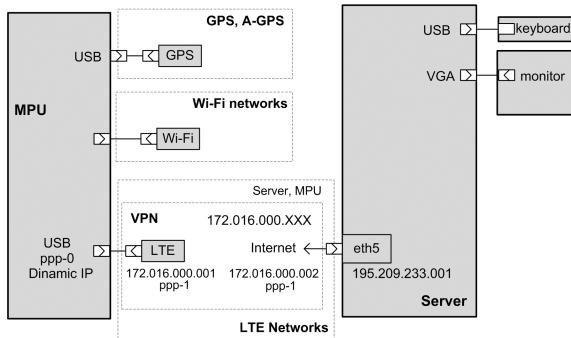 GPS, A-GPS
USB
GPS
MPU
Wi-Fi networks
Wi-Fi
Server, MPU
VPN
172.016.000.XXX
USB
ppp-0
Dinamic IP
LTE
Internet
172.016.000.001
ppp-1
172.016.000.002
ppp-1
LTE Networks
eth5
195.209.233.001
Server
USB
keyboard
VGA
monitor